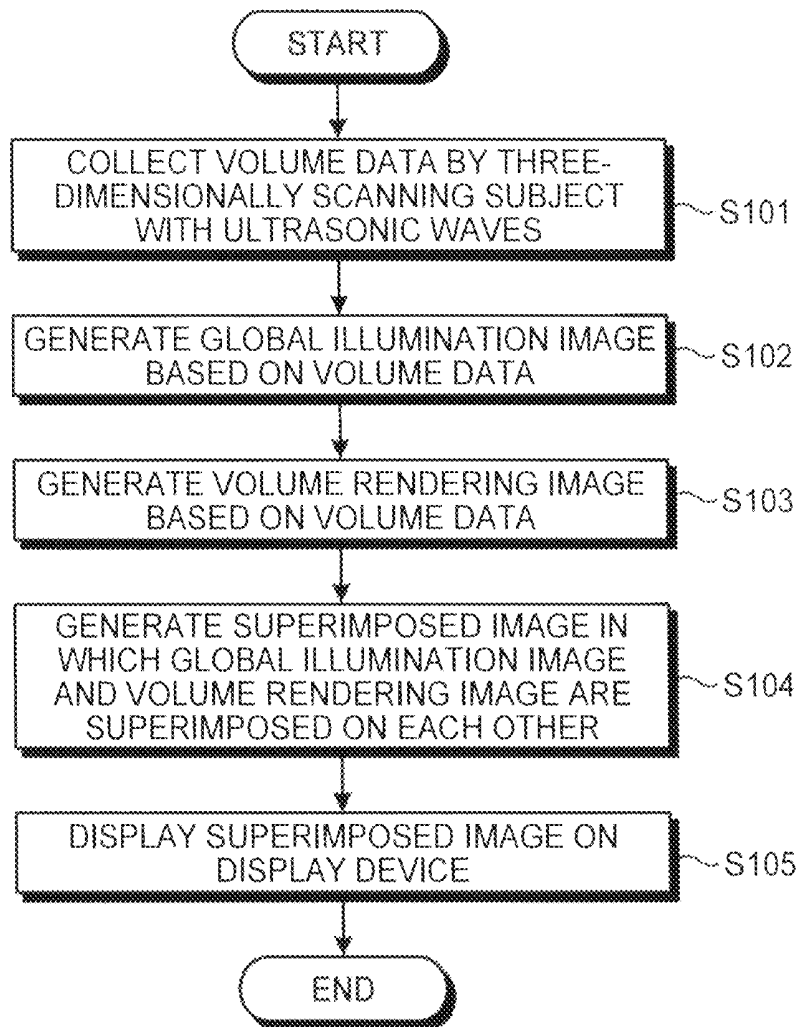 START
COLLECT VOLUME DATA BY THREE-
DIMENSIONALLY SCANNING SUBJECT
WITH ULTRASONIC WAVES
S101
GENERATE GLOBAL ILLUMINATION IMAGE
BASED ON VOLUME DATA
S102
GENERATE VOLUME RENDERING IMAGE
BASED ON VOLUME DATA
S103
GENERATE SUPERIMPOSED IMAGE IN
WHICH GLOBAL ILLUMINATION IMAGE
AND VOLUME RENDERING IMAGE ARE
SUPERIMPOSED ON EACH OTHER
S104
DISPLAY SUPERIMPOSED IMAGE ON
DISPLAY DEVICE
S105
END